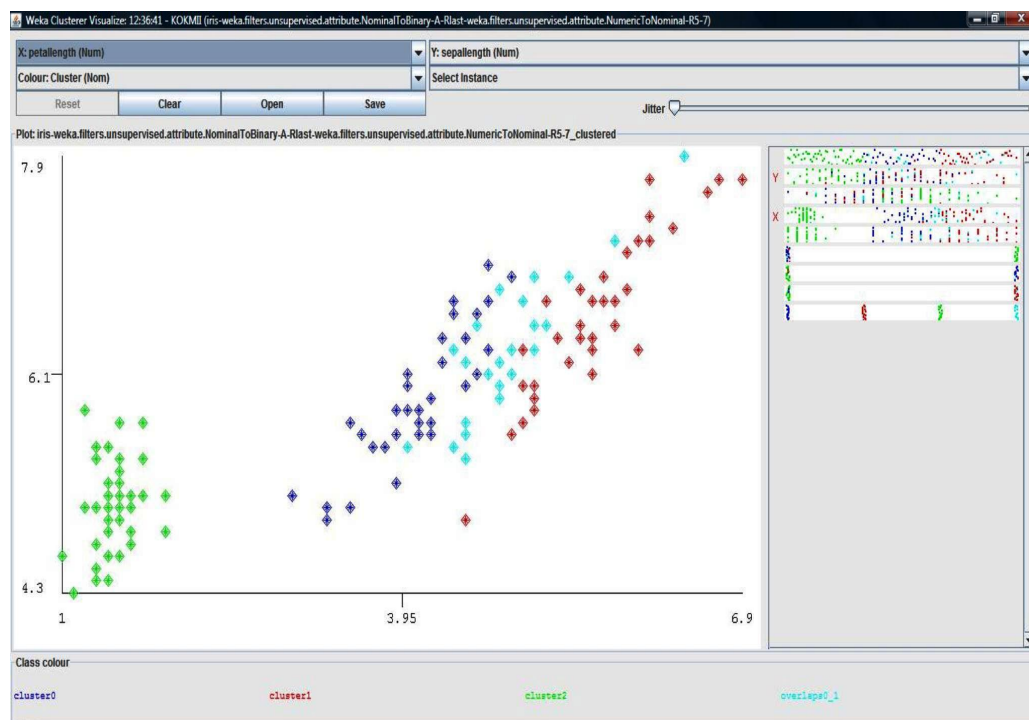 Weka Clusterer Visualize: 12:36:41 - KOKMII (iris-weka.filters.unsupervised.attribute.NominalToBinary-A-Rlast-weka.filters.unsupervised.attribute.NumericToNominal-R5-7)
X: petallength (Num) Y: sepallength (Num)
Colour: Cluster (Nom) Select Instance
Reset Clear Open Save Jitter
Plot: iris-weka.filters.unsupervised.attribute.NominalToBinary-A-Rlast-weka.filters.unsupervised.attribute.NumericToNominal-R5-7_clustered
7.9
Y
X
6.1
4.3
1 3.95 6.9
Class colour
cluster0 cluster1 cluster2 overlaps0_1